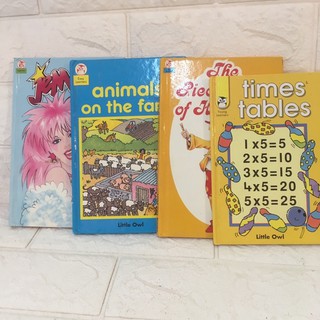 JEM
animals
on the far
Little Owl
The
Pied
of
times
tables
1x5=5
2x5=10
3x5=15
4x5=20
5x5=25
Little Owl